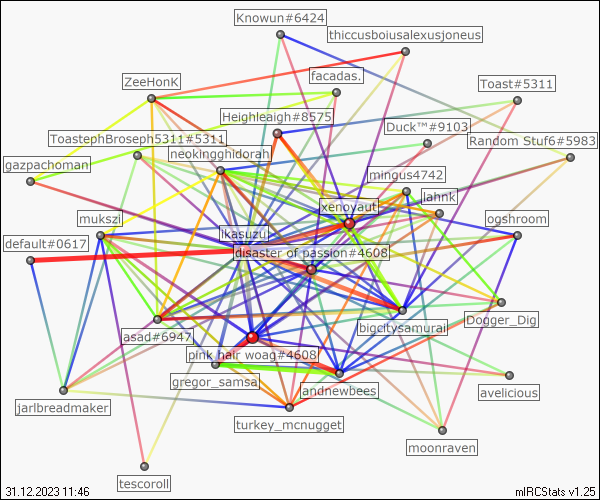 Knowun#6424
thiccusboiusalexusjoneus
ZeeHonK
facadas.
Toast#5311
Heighleaigh#8575
Duck™#9103
ToastephBroseph5311#5311
Random Stuf6#5983
neokingghidorah
gazpachoman
mingus4742
xenoyaut
lahnk
mukszi
ogshroom
ikasuzu
default#0617
disaster of passion#4608
Dogger_Dig
bigcitysamurai
asad#6947
pink hair woag#4608
gregor_samsa
andnewbees
avelicious
jarlbreadmaker
turkey_mcnugget
moonraven
tescoroll
31.12.2023 11:46
mIRCStats v1.25